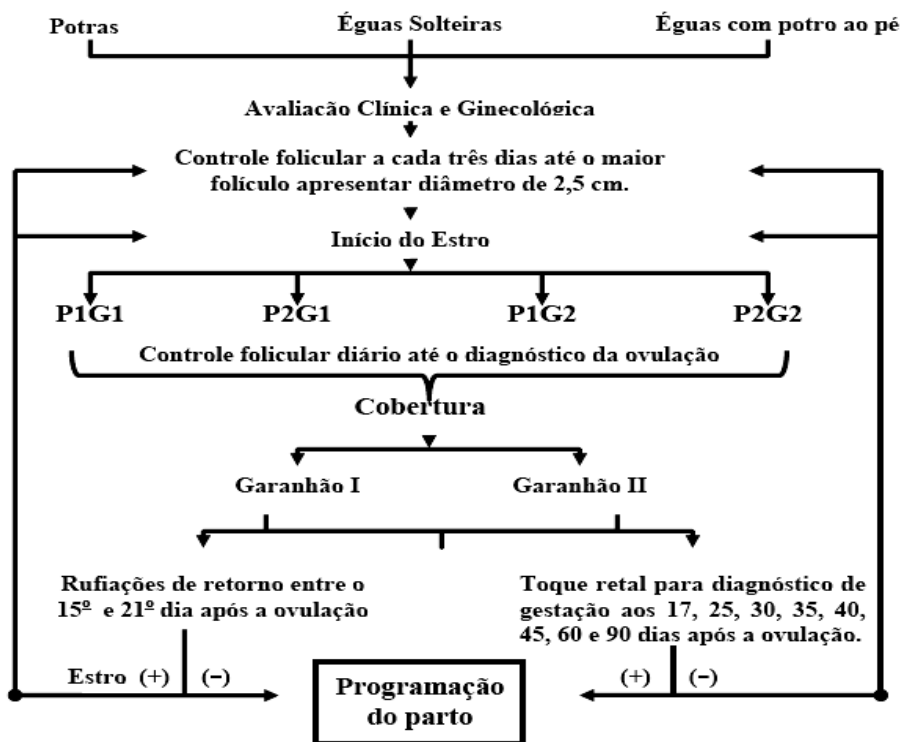 Potras
Éguas Solteiras
Éguas com potro ao pé
Avaliação Clínica e Ginecológica
Controle folicular a cada três dias até o maior
folículo apresentar diâmetro de 2,5 cm.
Início do Estro
P1G1
P2G1
P1G2
P2G2
Controle folicular diário até o diagnóstico da ovulação
Cobertura
Garanhão I
Garanhão II
Rufiações de retorno entre o
15º e 21º dia após a ovulação
Toque retal para diagnóstico de
gestação aos 17, 25, 30, 35, 40,
45, 60 e 90 dias após a ovulação.
Estro (+) (–)
Programação
do parto
(+) (–)